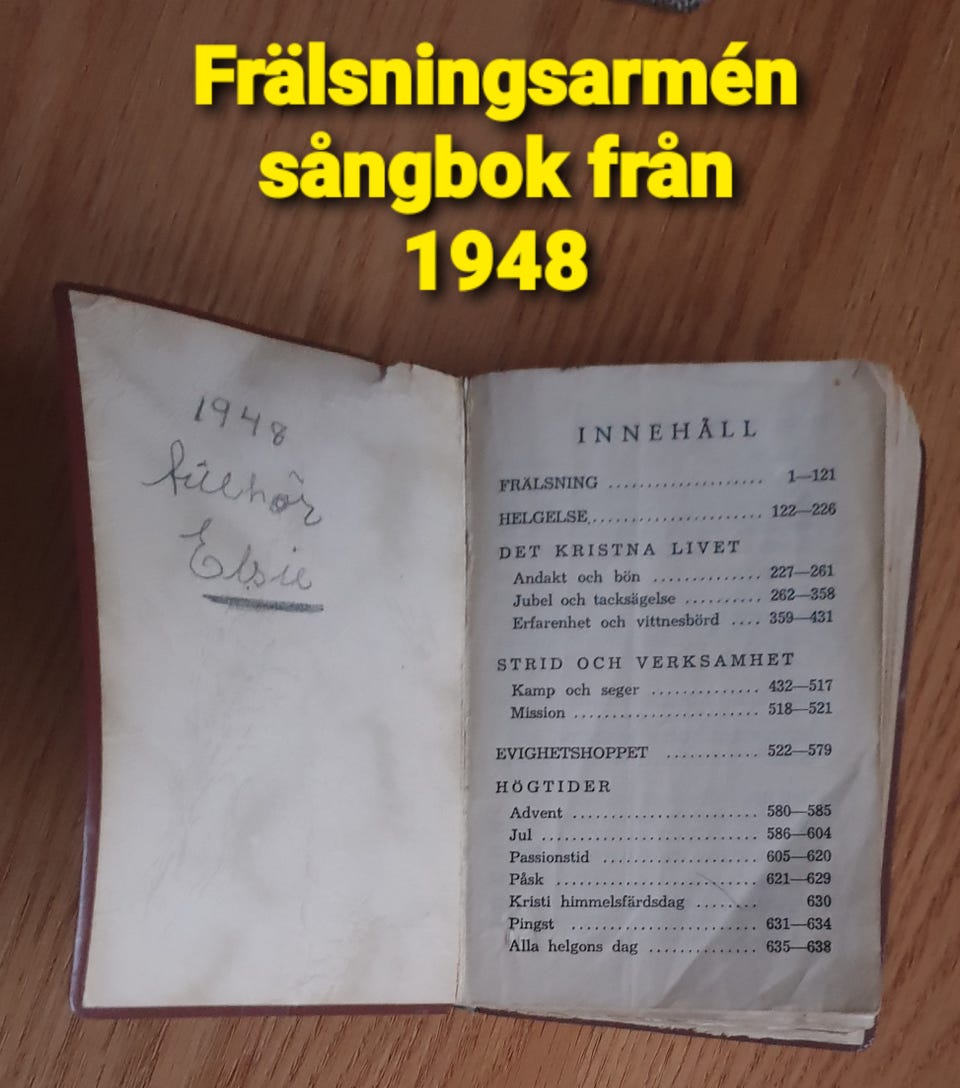 Frälsningsarmén
sångbok från
1948
1948
tillhör
Elsie
INNEHÅLL
FRÄLSNING .................... 1—121
HELGELSE....................... 122—226
DET KRISTNA LIVET
Andakt och bön .............. 227—261
Jubel och tacksägelse .......... 262—358
Erfarenhet och vittnesbörd .... 359—431
STRID OCH VERKSAMHET
Kamp och seger .............. 432—517
Mission ........................ 518—521
EVIGHETSHOPPET ............ 522—579
HÖGTIDER
Advent ........................ 580—585
Jul ............................ 586—604
Passionstid .................... 605—620
Påsk .......................... 621—629
Kristi himmelsfärdsdag ........ 630
Pingst ........................ 631—634
Alla helgons dag .............. 635—638